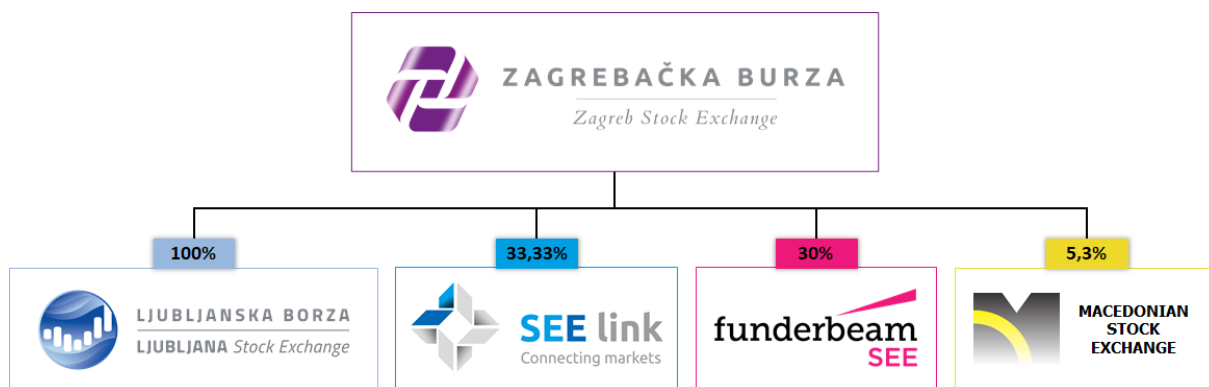 ZAGREBAČKA BURZA
Zagreb Stock Exchange
100%
33,33%
30%
5,3%
LJUBLJANSKA BORZA
LJUBLJANA Stock Exchange
SEE link
Connecting markets
funderbeam
SEE
MACEDONIAN
STOCK
EXCHANGE